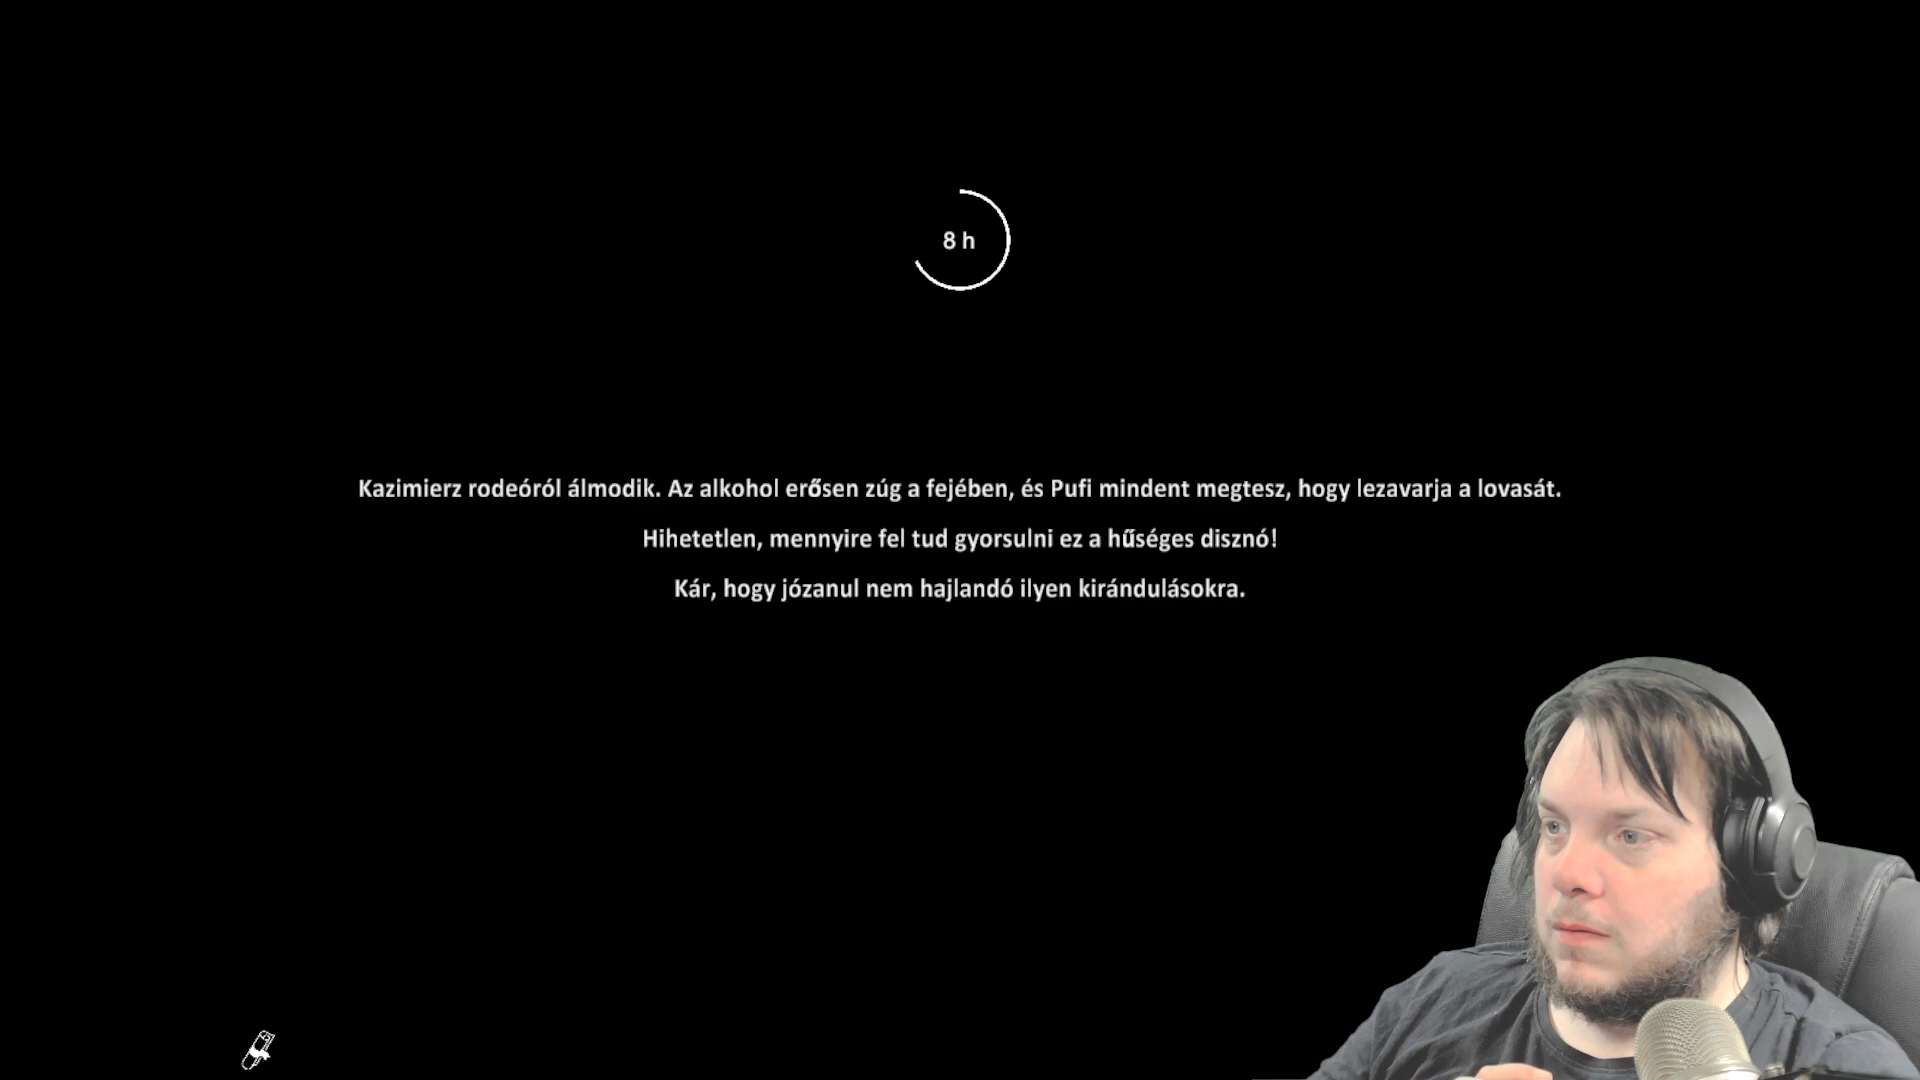 8 h
Kazimierz rodeóról álmodik. Az alkohol erősen zúg a fejében, és Pufi mindent megtesz, hogy lezavarja a lovasát.
Hihetetlen, mennyire fel tud gyorsulni ez a hűséges disznó!
Kár, hogy józanul nem hajlandó ilyen kirándulásokra.